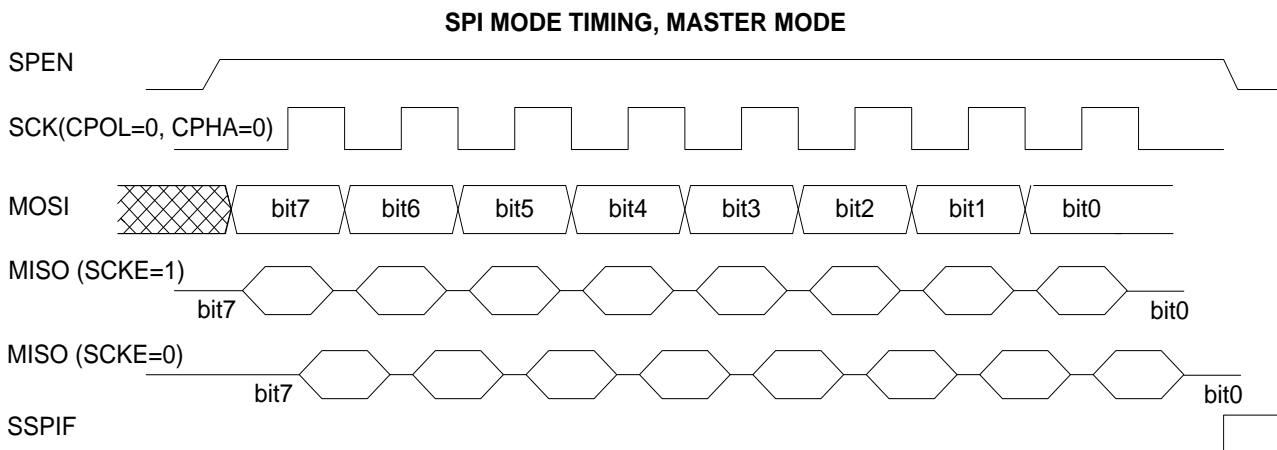 SPI MODE TIMING, MASTER MODE
SPEN
SCK(CPOL=0, CPHA=0)
MOSI bit7 bit6 bit5 bit4 bit3 bit2 bit1 bit0
MISO (SCKE=1)
bit7 bit0
MISO (SCKE=0)
bit7 bit0
SSPIF